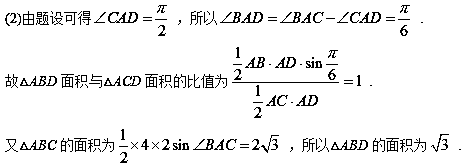 (2)由题设可得∠CAD=π/2 ，所以∠BAD=∠BAC−∠CAD=π/6 ．
故△ABD面积与△ACD面积的比值为 (1/2 AB·AD·sin π/6)/(1/2 AC·AD)=1 ．
又△ABC的面积为1/2×4×2sin∠BAC=2√3 ，所以△ABD的面积为√3 ．